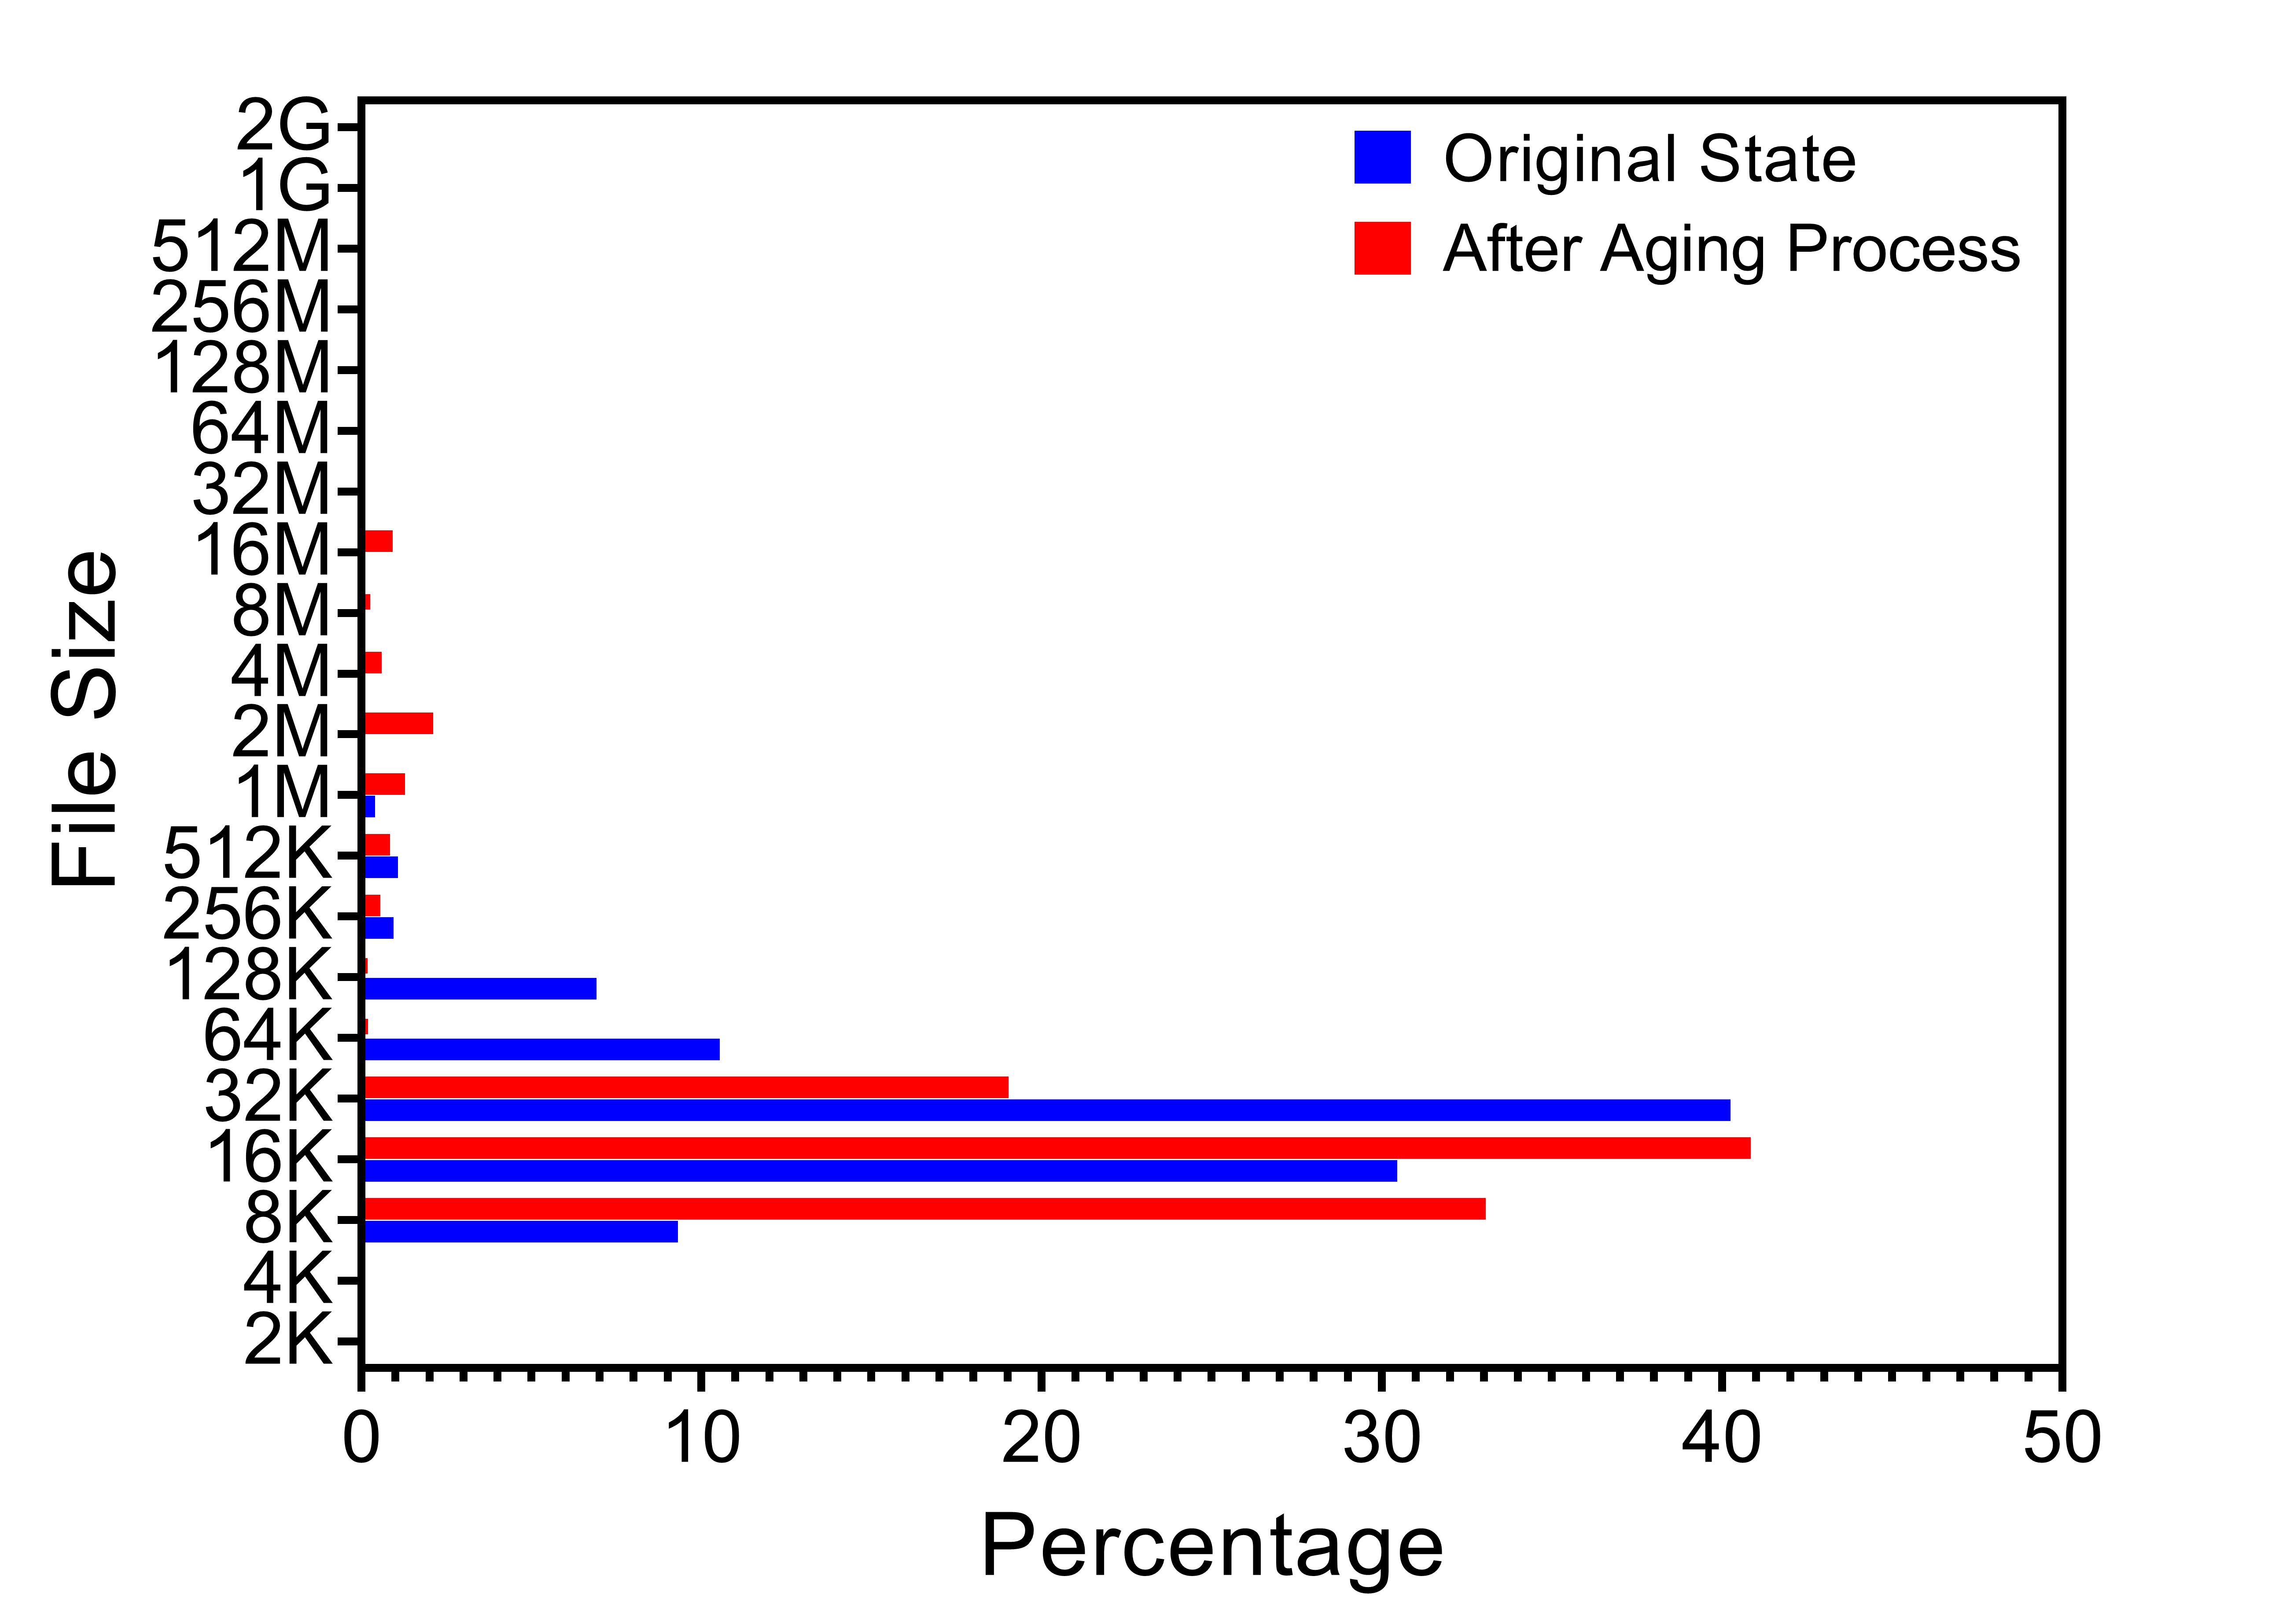 2G
1G
512M
256M
128M
64M
32M
16M
8M
4M
2M
1M
512K
256K
128K
64K
32K
16K
8K
4K
2K
File Size
Original State
After Aging Process
0 10 20 30 40 50
Percentage